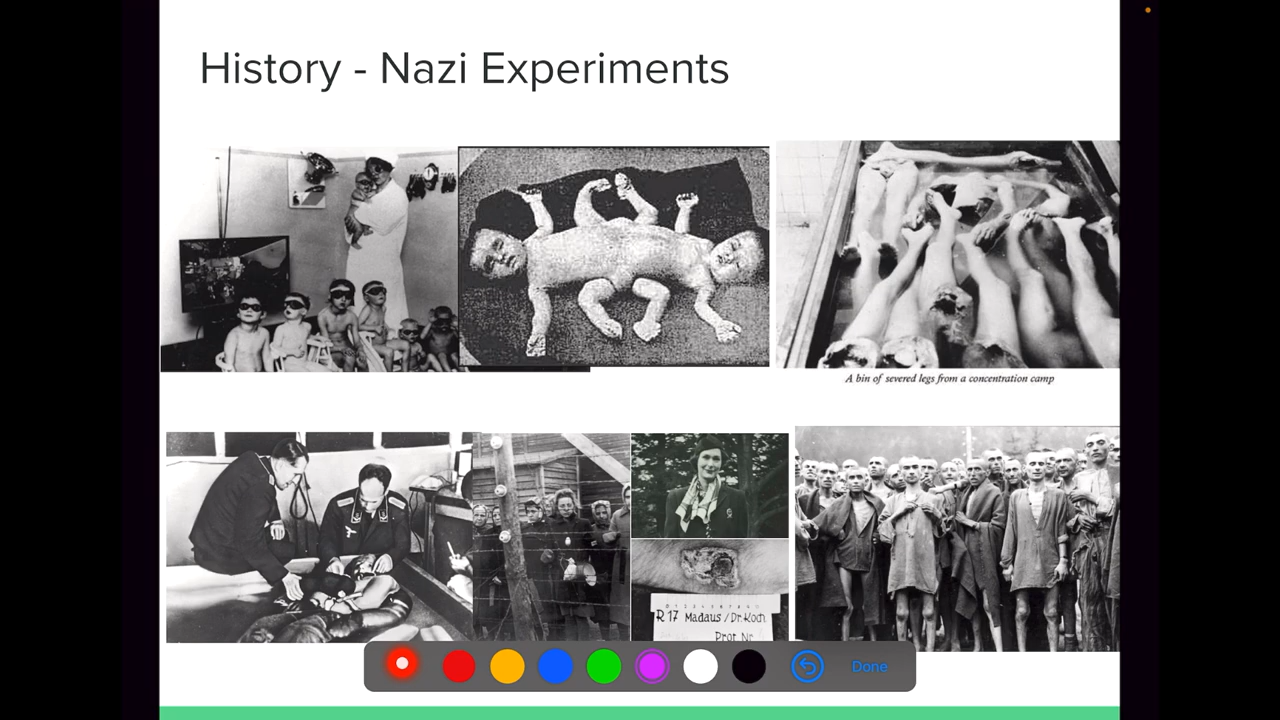 History - Nazi Experiments
A bin of severed legs from a concentration camp
R 17 Madaus / Dr. Koch
Prot. Nr.
Done